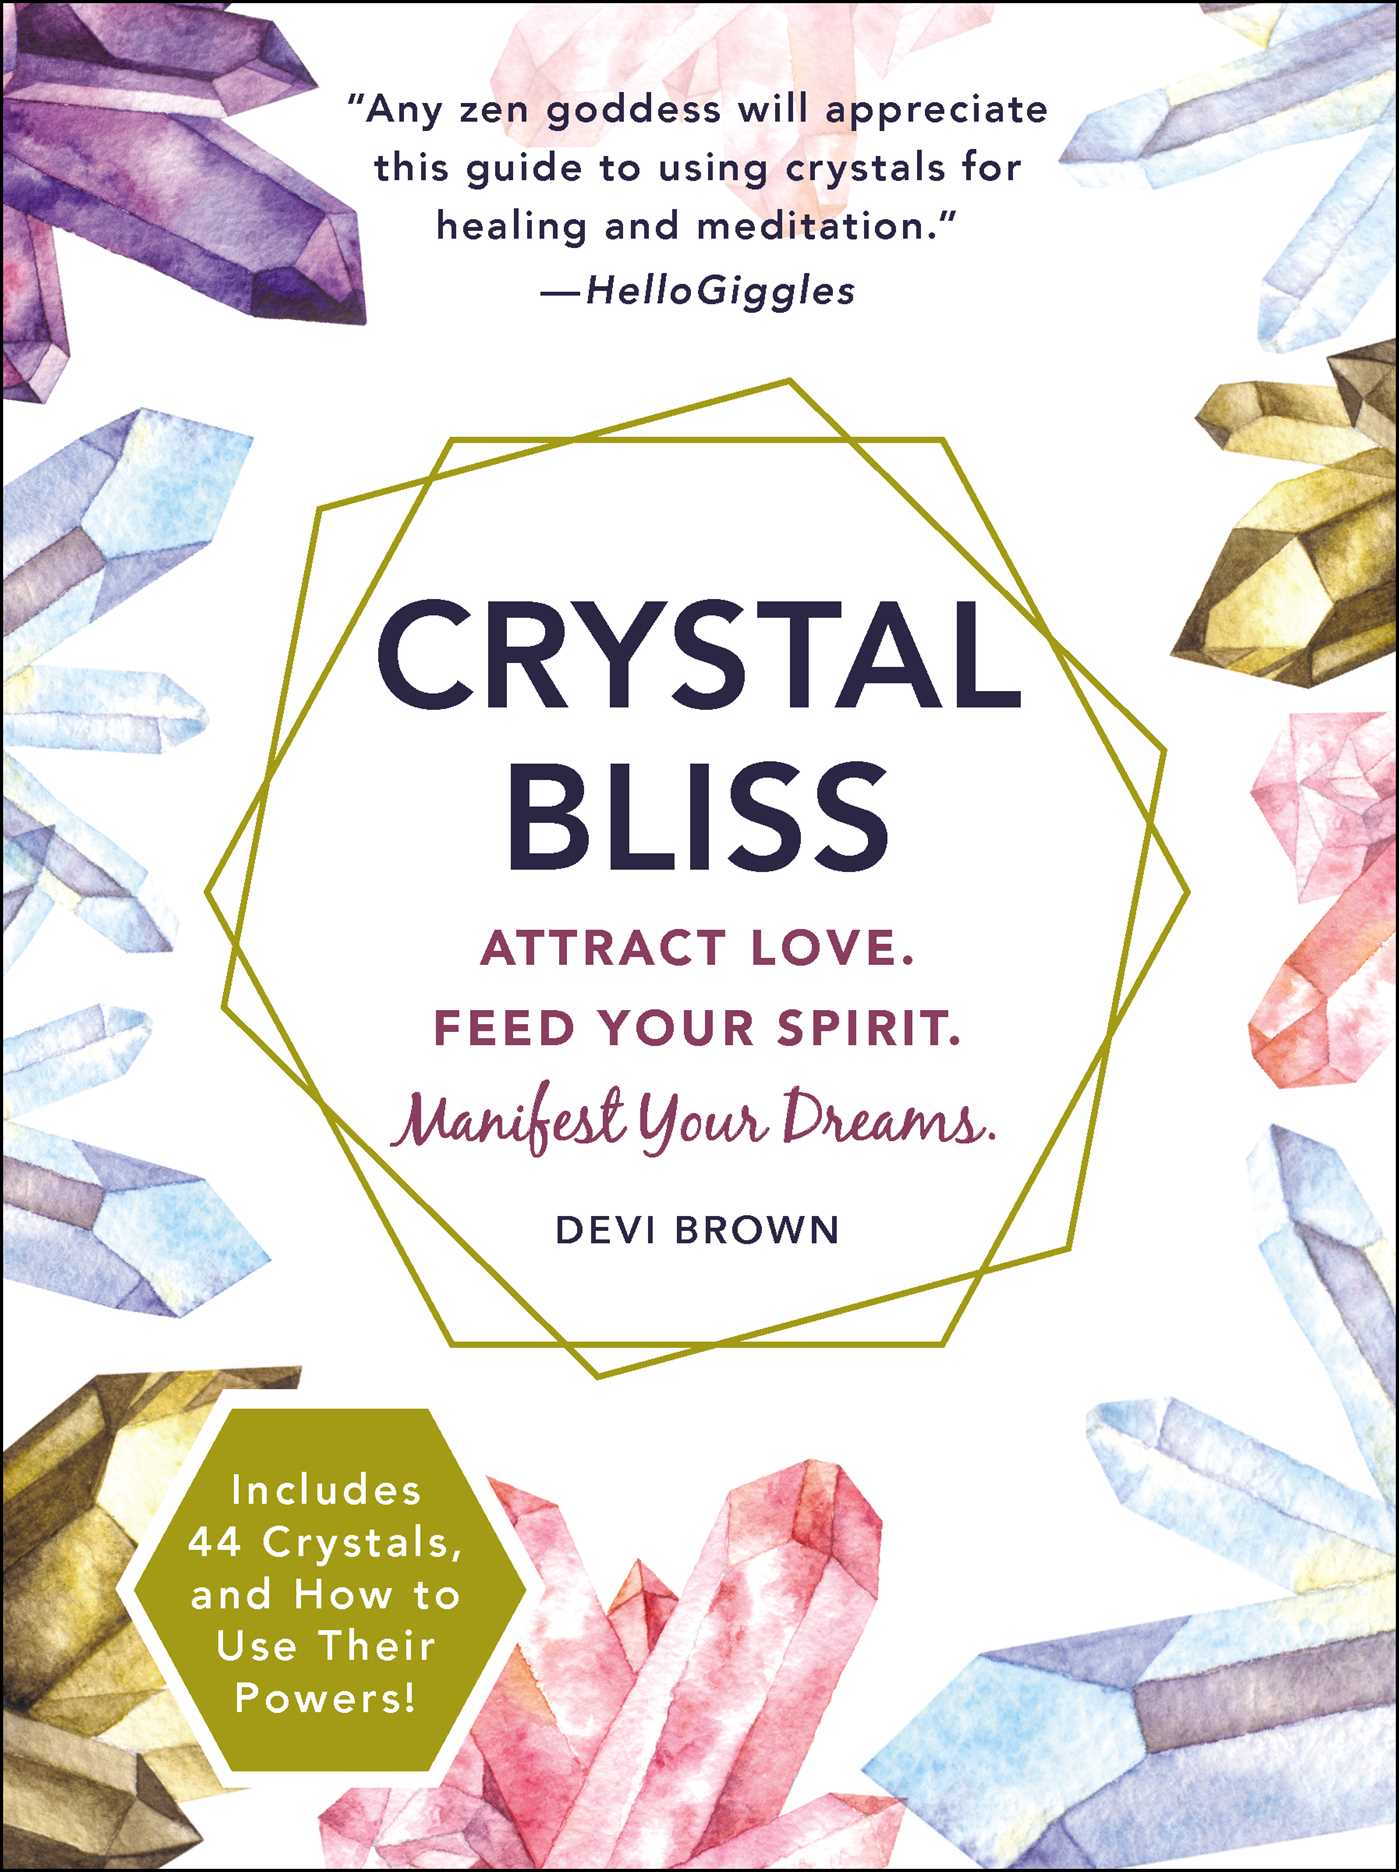 "Any zen goddess will appreciate
this guide to using crystals for
healing and meditation."
—HelloGiggles
CRYSTAL
BLISS
ATTRACT LOVE.
FEED YOUR SPIRIT.
Manifest Your Dreams.
DEVI BROWN
Includes
44 Crystals,
and How to
Use Their
Powers!